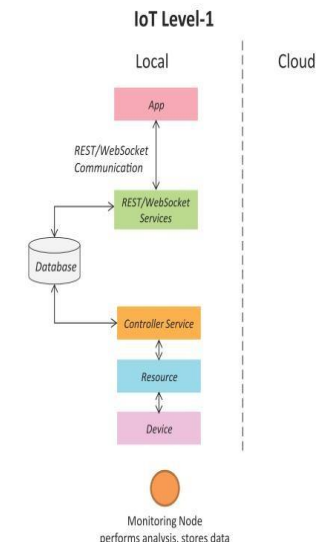 IoT Level-1
Local
Cloud
App
REST/WebSocket
Communication
REST/WebSocket
Services
Database
Controller Service
Resource
Device
Monitoring Node
performs analysis, stores data